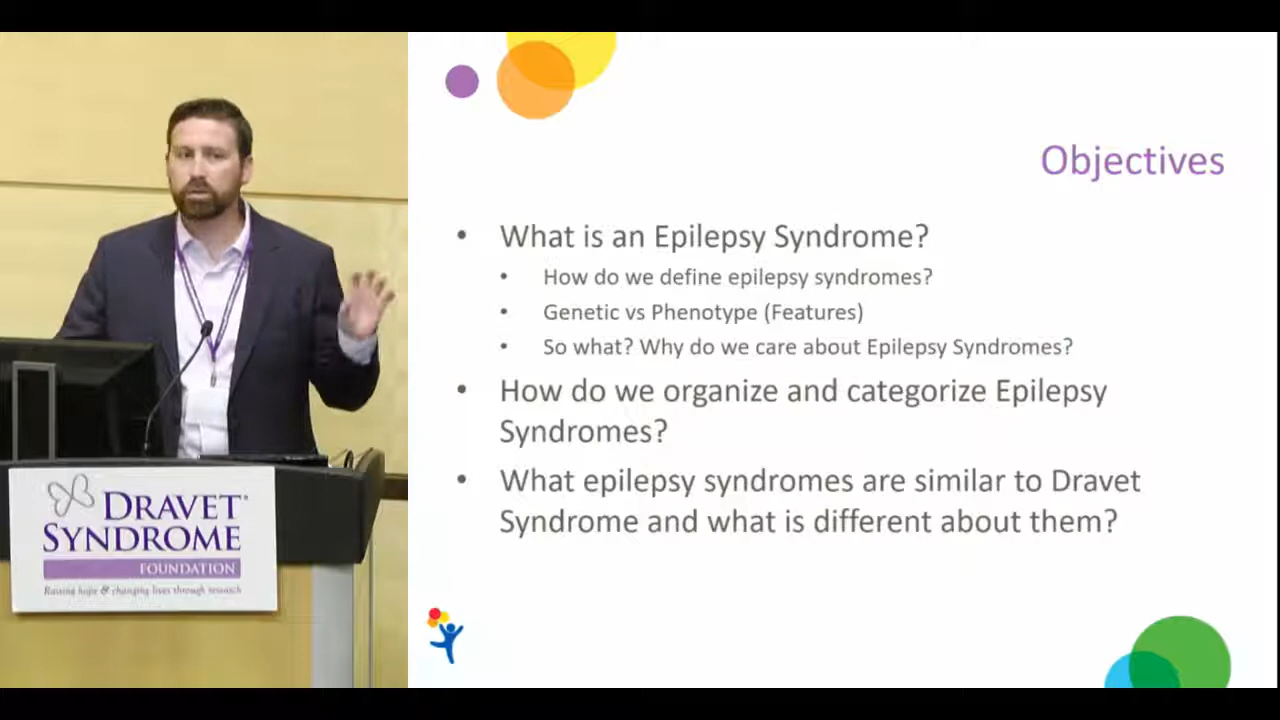 Objectives
• What is an Epilepsy Syndrome?
• How do we define epilepsy syndromes?
• Genetic vs Phenotype (Features)
• So what? Why do we care about Epilepsy Syndromes?
• How do we organize and categorize Epilepsy
Syndromes?
• What epilepsy syndromes are similar to Dravet
Syndrome and what is different about them?
DRAVET®
SYNDROME
FOUNDATION
Raising hope & changing lives through research